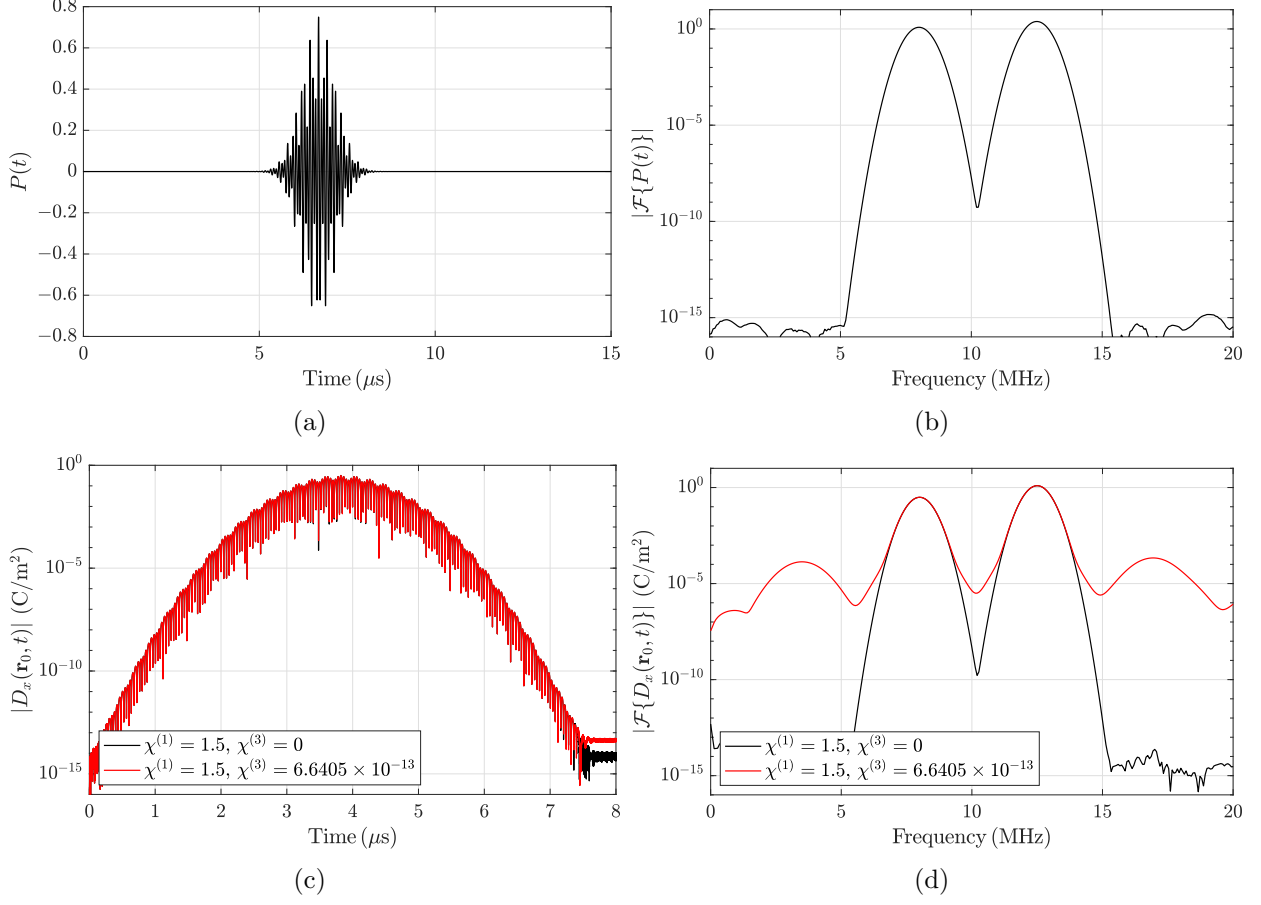 0.8
0.6
0.4
0.2
0
−0.2
−0.4
−0.6
−0.8
P(t)
0 5 10 15
Time (μs)
(a)
10^0
10^−5
10^−10
10^−15
|ℱ{P(t)}|
0 5 10 15 20
Frequency (MHz)
(b)
10^0
10^−5
10^−10
10^−15
|D_x(r_0, t)| (C/m^2)
χ^(1) = 1.5, χ^(3) = 0
χ^(1) = 1.5, χ^(3) = 6.6405 × 10^−13
0 1 2 3 4 5 6 7 8
Time (μs)
(c)
10^0
10^−5
10^−10
10^−15
|ℱ{D_x(r_0, t)}| (C/m^2)
χ^(1) = 1.5, χ^(3) = 0
χ^(1) = 1.5, χ^(3) = 6.6405 × 10^−13
0 5 10 15 20
Frequency (MHz)
(d)